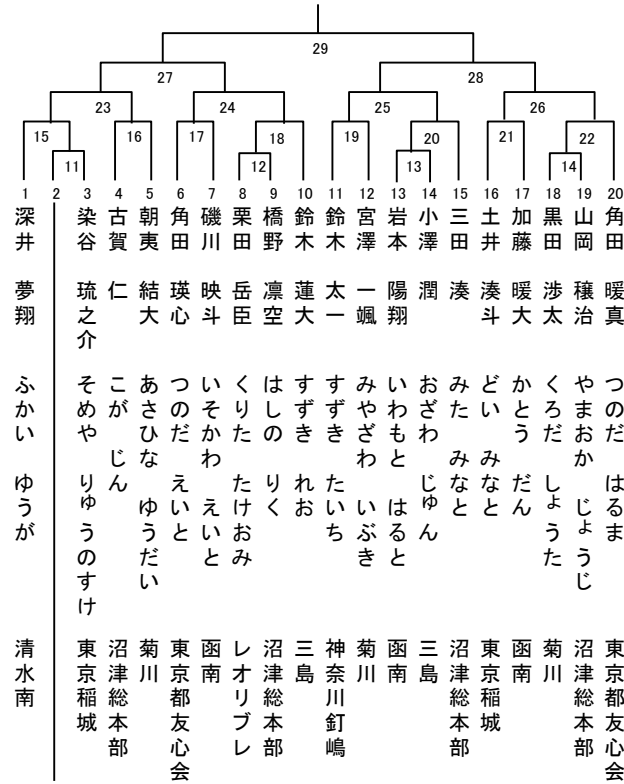 29
27 28
23 24 25 26
15 16 17 18 19 20 21 22
11 12 13 14
1 2 3 4 5 6 7 8 9 10 11 12 13 14 15 16 17 18 19 20
深井 夢翔 ふかい ゆうが 清水南
染谷 琉之介 そめや りゅうのすけ 東京稲城
古賀 仁 こが じん 沼津総本部
朝夷 結大 あさひな ゆうだい 菊川
角田 瑛心 つのだ えいと 東京都友心会
磯川 映斗 いそかわ えいと 函南
栗田 岳臣 くりた たけおみ レオリブレ
橋野 凛空 はしの りく 沼津総本部
鈴木 蓮大 すずき れお 三島
鈴木 太一 すずき たいち 神奈川釘嶋
宮澤 一颯 みやざわ いぶき 菊川
岩本 陽翔 いわもと はると 函南
小澤 潤 おざわ じゅん 三島
三田 湊 みた みなと 沼津総本部
土井 湊斗 どい みなと 東京稲城
加藤 暖大 かとう だん 函南
黒田 渉太 くろだ しょうた 菊川
山岡 穣治 やまおか じょうじ 沼津総本部
角田 暖真 つのだ はるま 東京都友心会